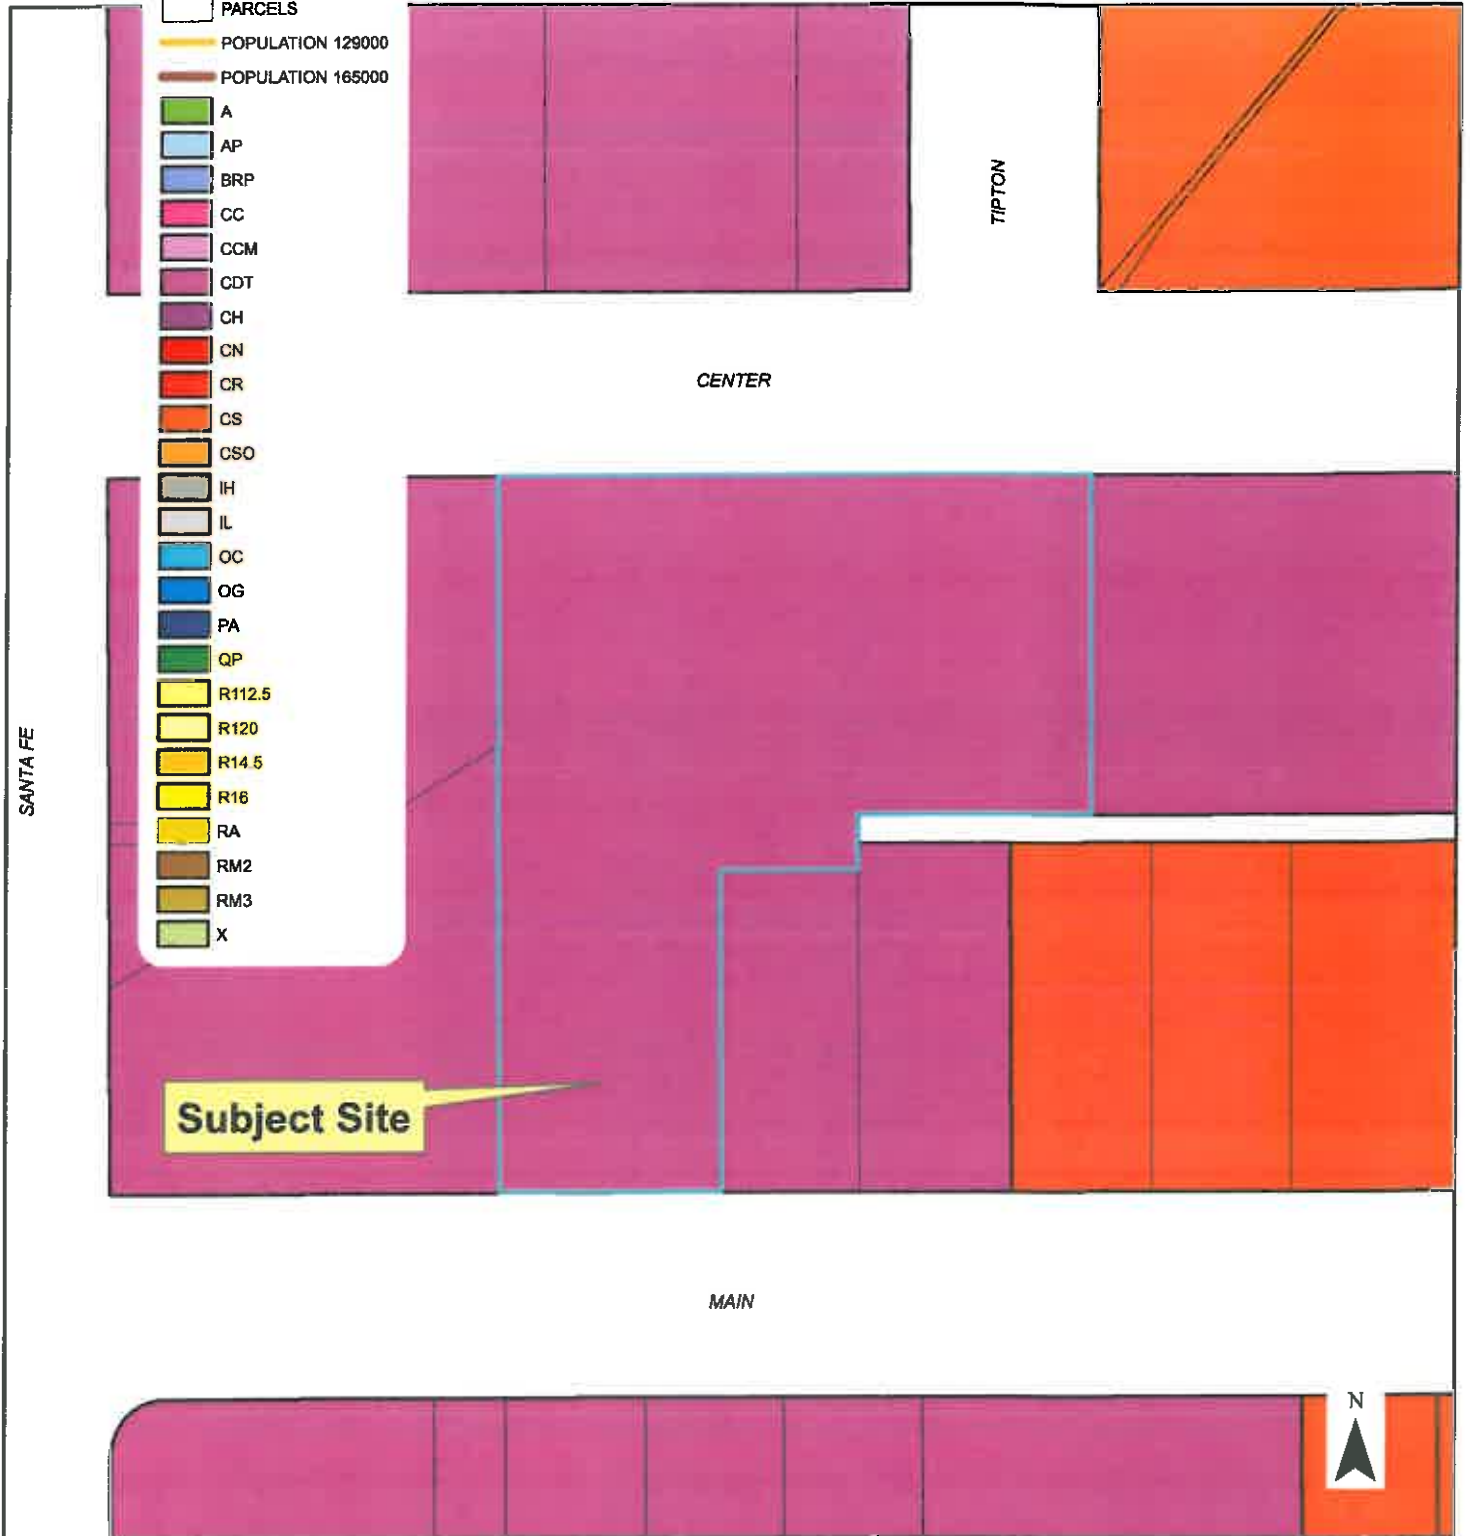 PARCELS
POPULATION 129000
POPULATION 165000
A
AP
BRP
CC
CCM
CDT
CH
CN
CR
CS
CSO
IH
IL
OC
OG
PA
QP
R112.5
R120
R14.5
R16
RA
RM2
RM3
X
TIPTON
CENTER
SANTA FE
Subject Site
MAIN
N